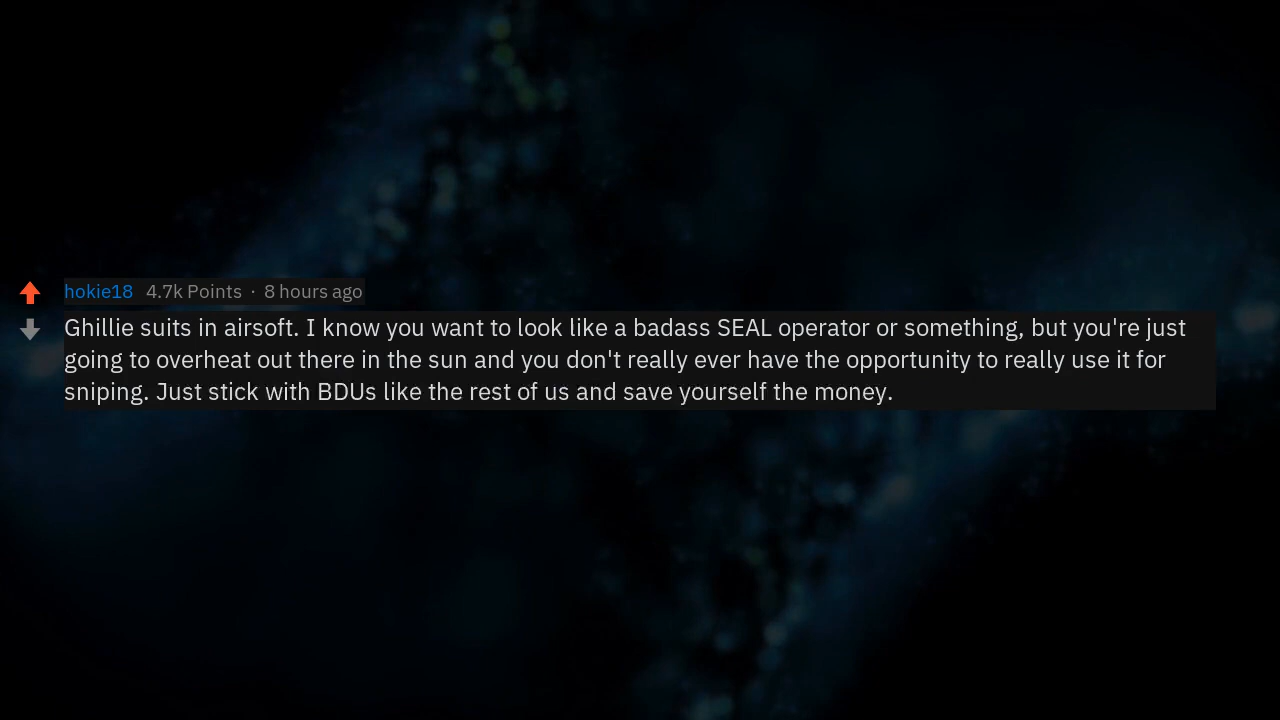 hokie18 4.7k Points · 8 hours ago
Ghillie suits in airsoft. I know you want to look like a badass SEAL operator or something, but you're just
going to overheat out there in the sun and you don't really ever have the opportunity to really use it for
sniping. Just stick with BDUs like the rest of us and save yourself the money.